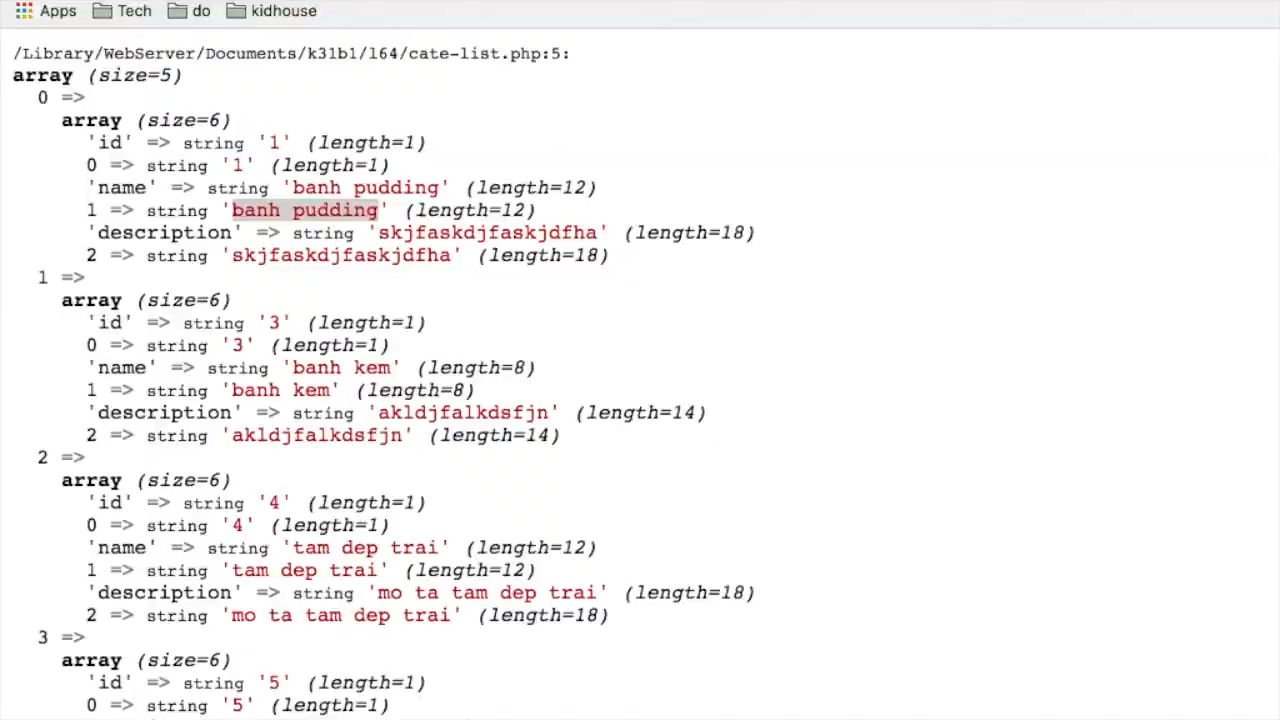 Apps Tech do kidhouse
/Library/WebServer/Documents/k31b1/l64/cate-list.php:5:
array (size=5)
0 =>
array (size=6)
'id' => string '1' (length=1)
0 => string '1' (length=1)
'name' => string 'banh pudding' (length=12)
1 => string 'banh pudding' (length=12)
'description' => string 'skjfaskdjfaskjdfha' (length=18)
2 => string 'skjfaskdjfaskjdfha' (length=18)
1 =>
array (size=6)
'id' => string '3' (length=1)
0 => string '3' (length=1)
'name' => string 'banh kem' (length=8)
1 => string 'banh kem' (length=8)
'description' => string 'akldjfalkdsfjn' (length=14)
2 => string 'akldjfalkdsfjn' (length=14)
2 =>
array (size=6)
'id' => string '4' (length=1)
0 => string '4' (length=1)
'name' => string 'tam dep trai' (length=12)
1 => string 'tam dep trai' (length=12)
'description' => string 'mo ta tam dep trai' (length=18)
2 => string 'mo ta tam dep trai' (length=18)
3 =>
array (size=6)
'id' => string '5' (length=1)
0 => string '5' (length=1)